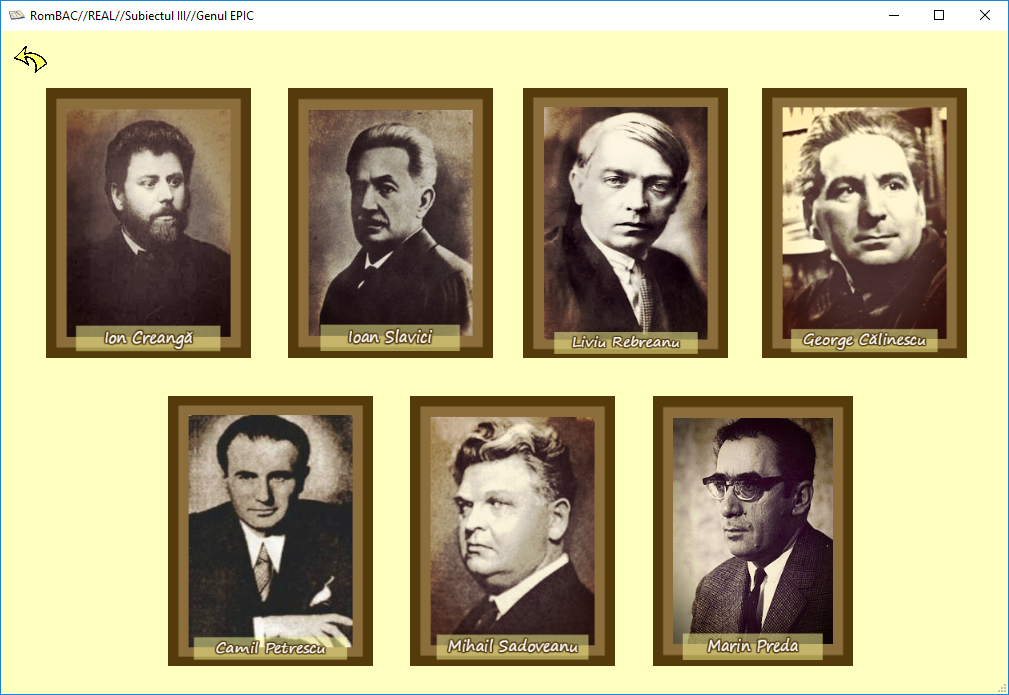 RomBAC//REAL//Subiectul III//Genul EPIC
Ion Creangă
Ioan Slavici
Liviu Rebreanu
George Călinescu
Camil Petrescu
Mihail Sadoveanu
Marin Preda